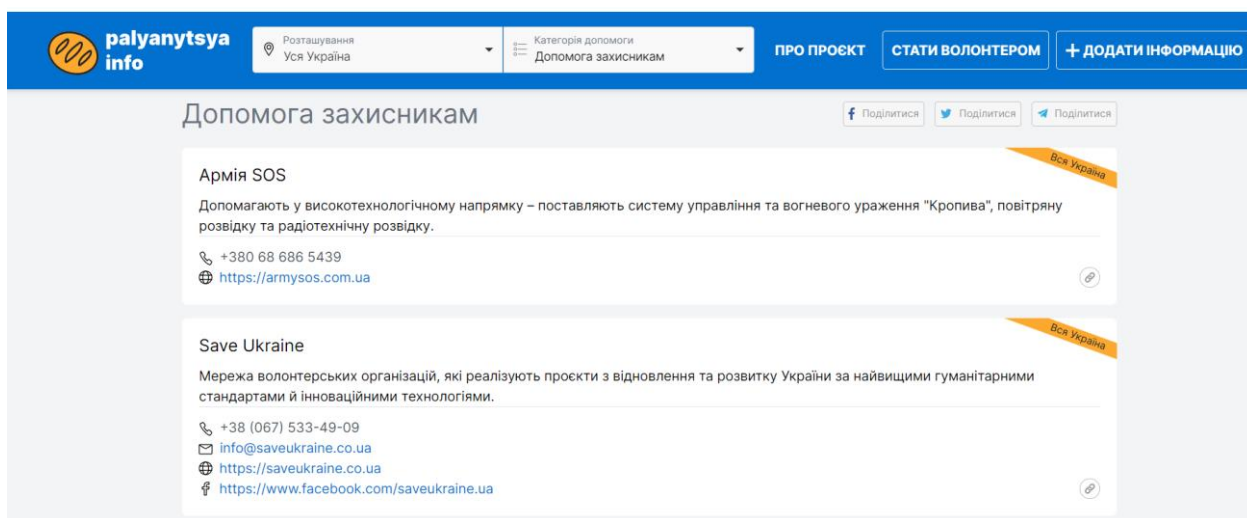 palyanytsya
info
Розташування
Уся Україна
Категорія допомоги
Допомога захисникам
ПРО ПРОЄКТ
СТАТИ ВОЛОНТЕРОМ
+ ДОДАТИ ІНФОРМАЦІЮ
Допомога захисникам
Поділитися
Поділитися
Поділитися
Армія SOS
Вся Україна
Допомагають у високотехнологічному напрямку – поставляють систему управління та вогневого ураження "Кропива", повітряну
розвідку та радіотехнічну розвідку.
+380 68 686 5439
https://armysos.com.ua
Save Ukraine
Вся Україна
Мережа волонтерських організацій, які реалізують проєкти з відновлення та розвитку України за найвищими гуманітарними
стандартами й інноваційними технологіями.
+38 (067) 533-49-09
info@saveukraine.co.ua
https://saveukraine.co.ua
https://www.facebook.com/saveukraine.ua